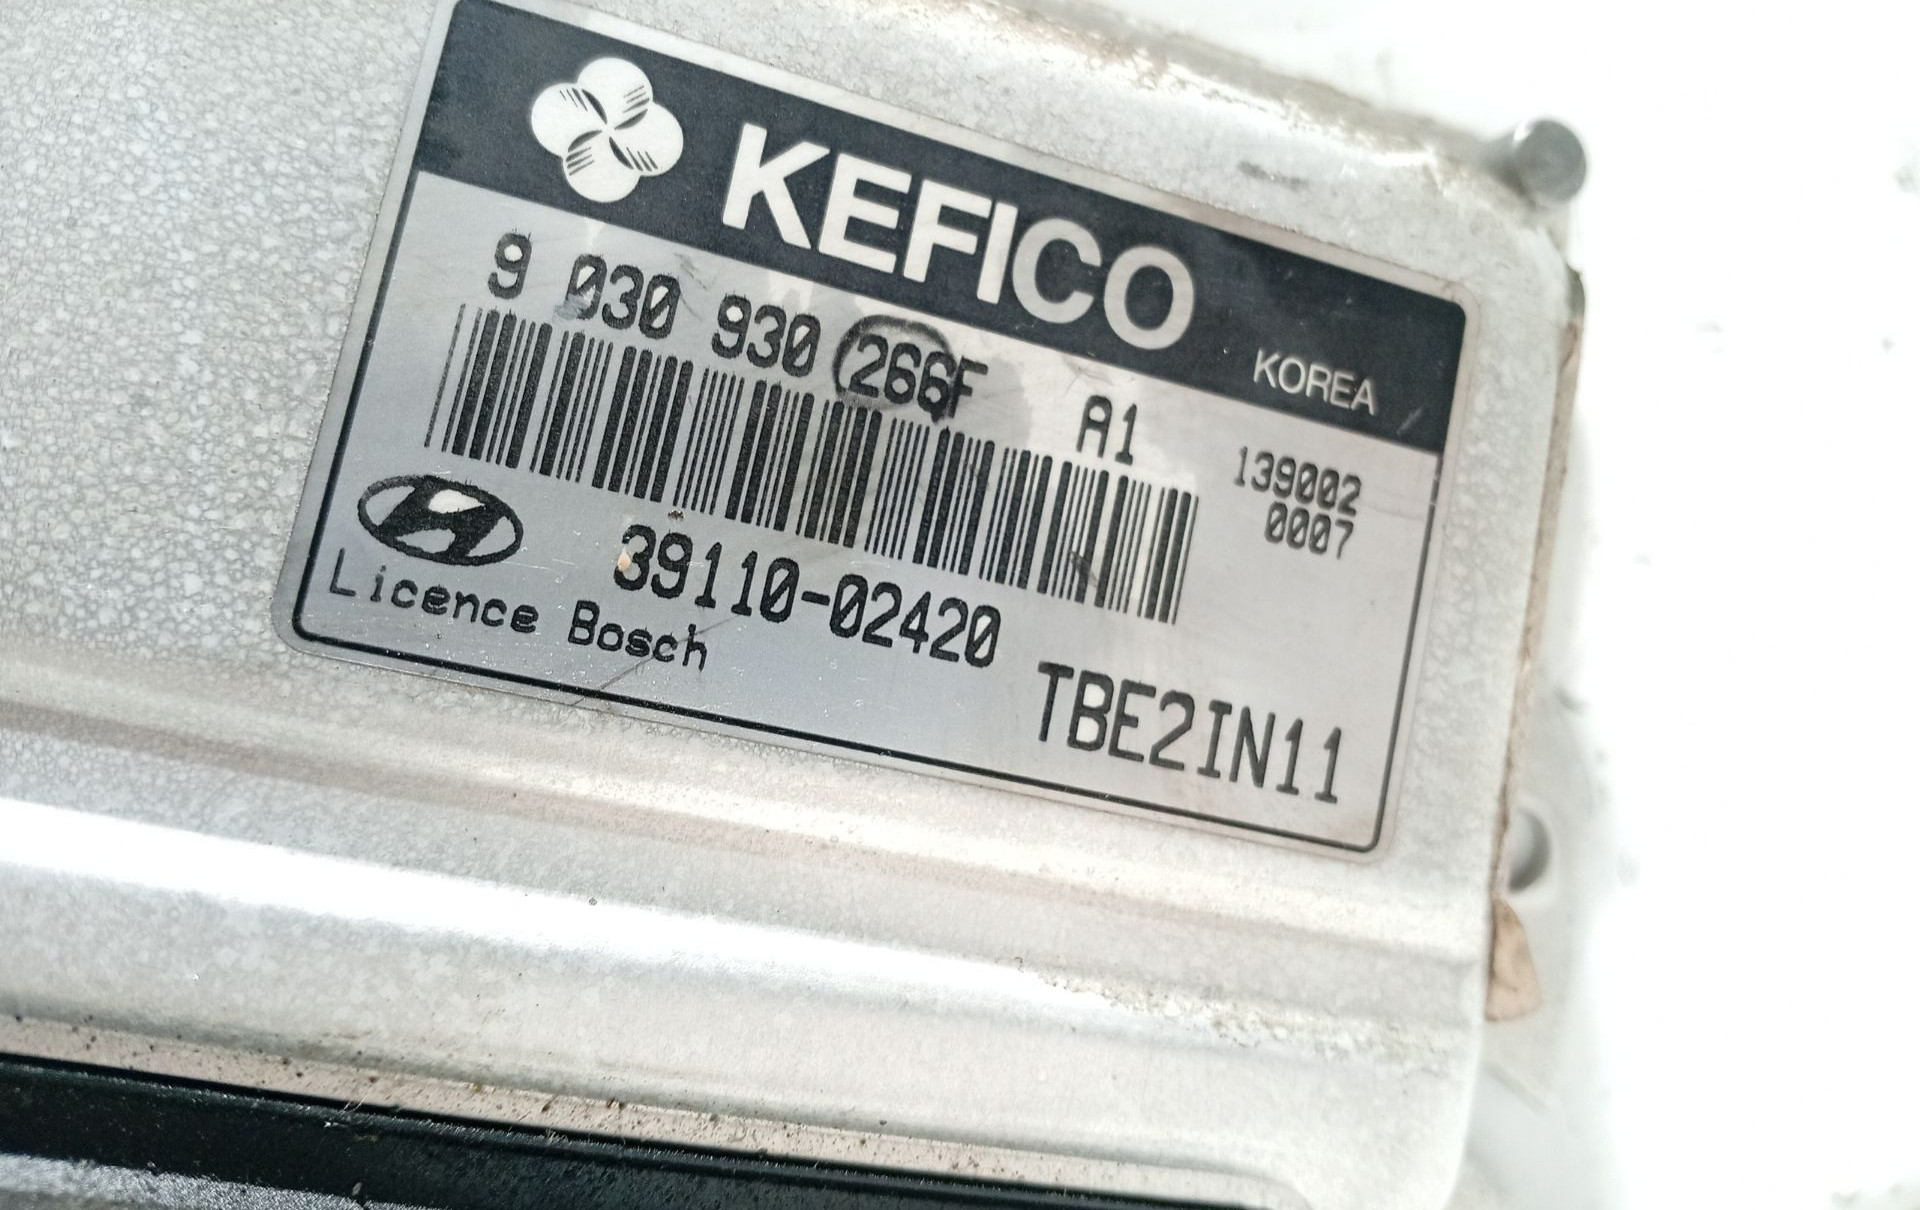 KEFICO
KOREA
9 030 930 266F A1
139002
0007
39110-02420
Licence Bosch
TBE2IN11